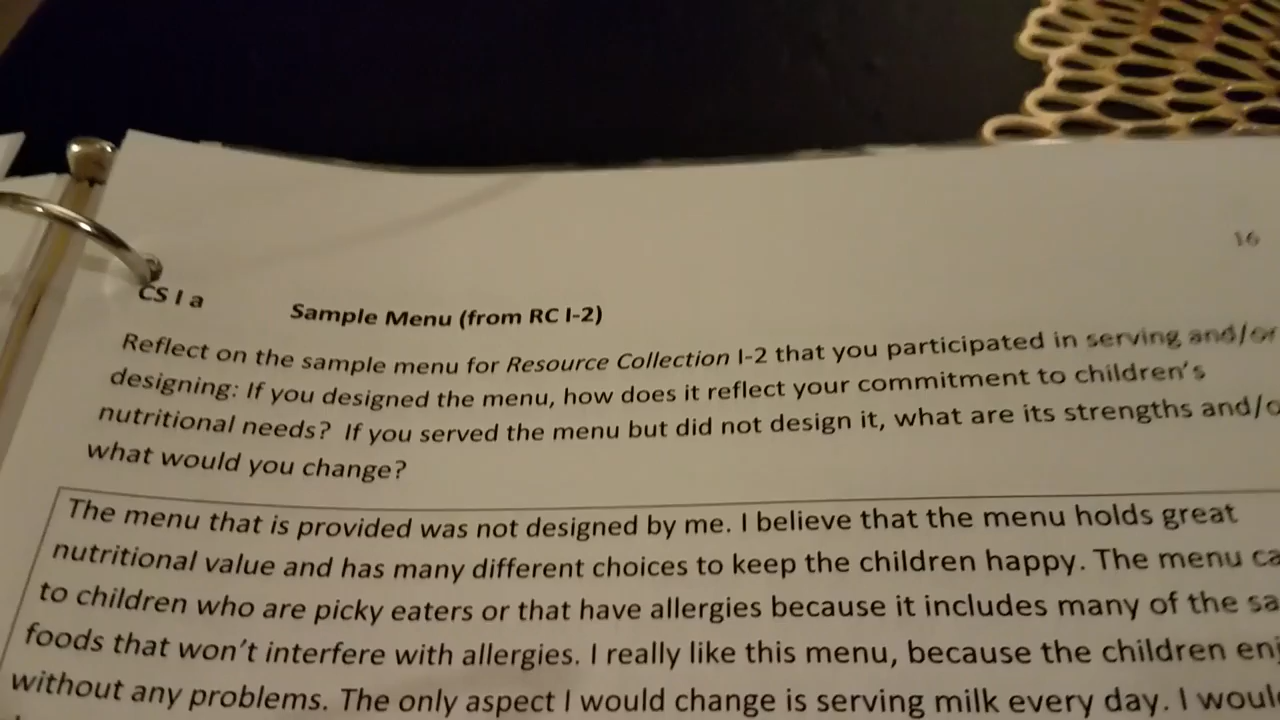 16
CS I a Sample Menu (from RC I-2)
Reflect on the sample menu for Resource Collection I-2 that you participated in serving and/or
designing: If you designed the menu, how does it reflect your commitment to children's
nutritional needs? If you served the menu but did not design it, what are its strengths and/o
what would you change?
The menu that is provided was not designed by me. I believe that the menu holds great
nutritional value and has many different choices to keep the children happy. The menu ca
to children who are picky eaters or that have allergies because it includes many of the sa
foods that won't interfere with allergies. I really like this menu, because the children enj
without any problems. The only aspect I would change is serving milk every day. I woul